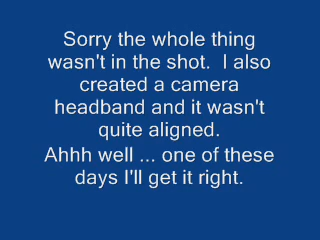 Sorry the whole thing
wasn't in the shot.  I also
created a camera
headband and it wasn't
quite aligned.
Ahhh well ... one of these
days I'll get it right.